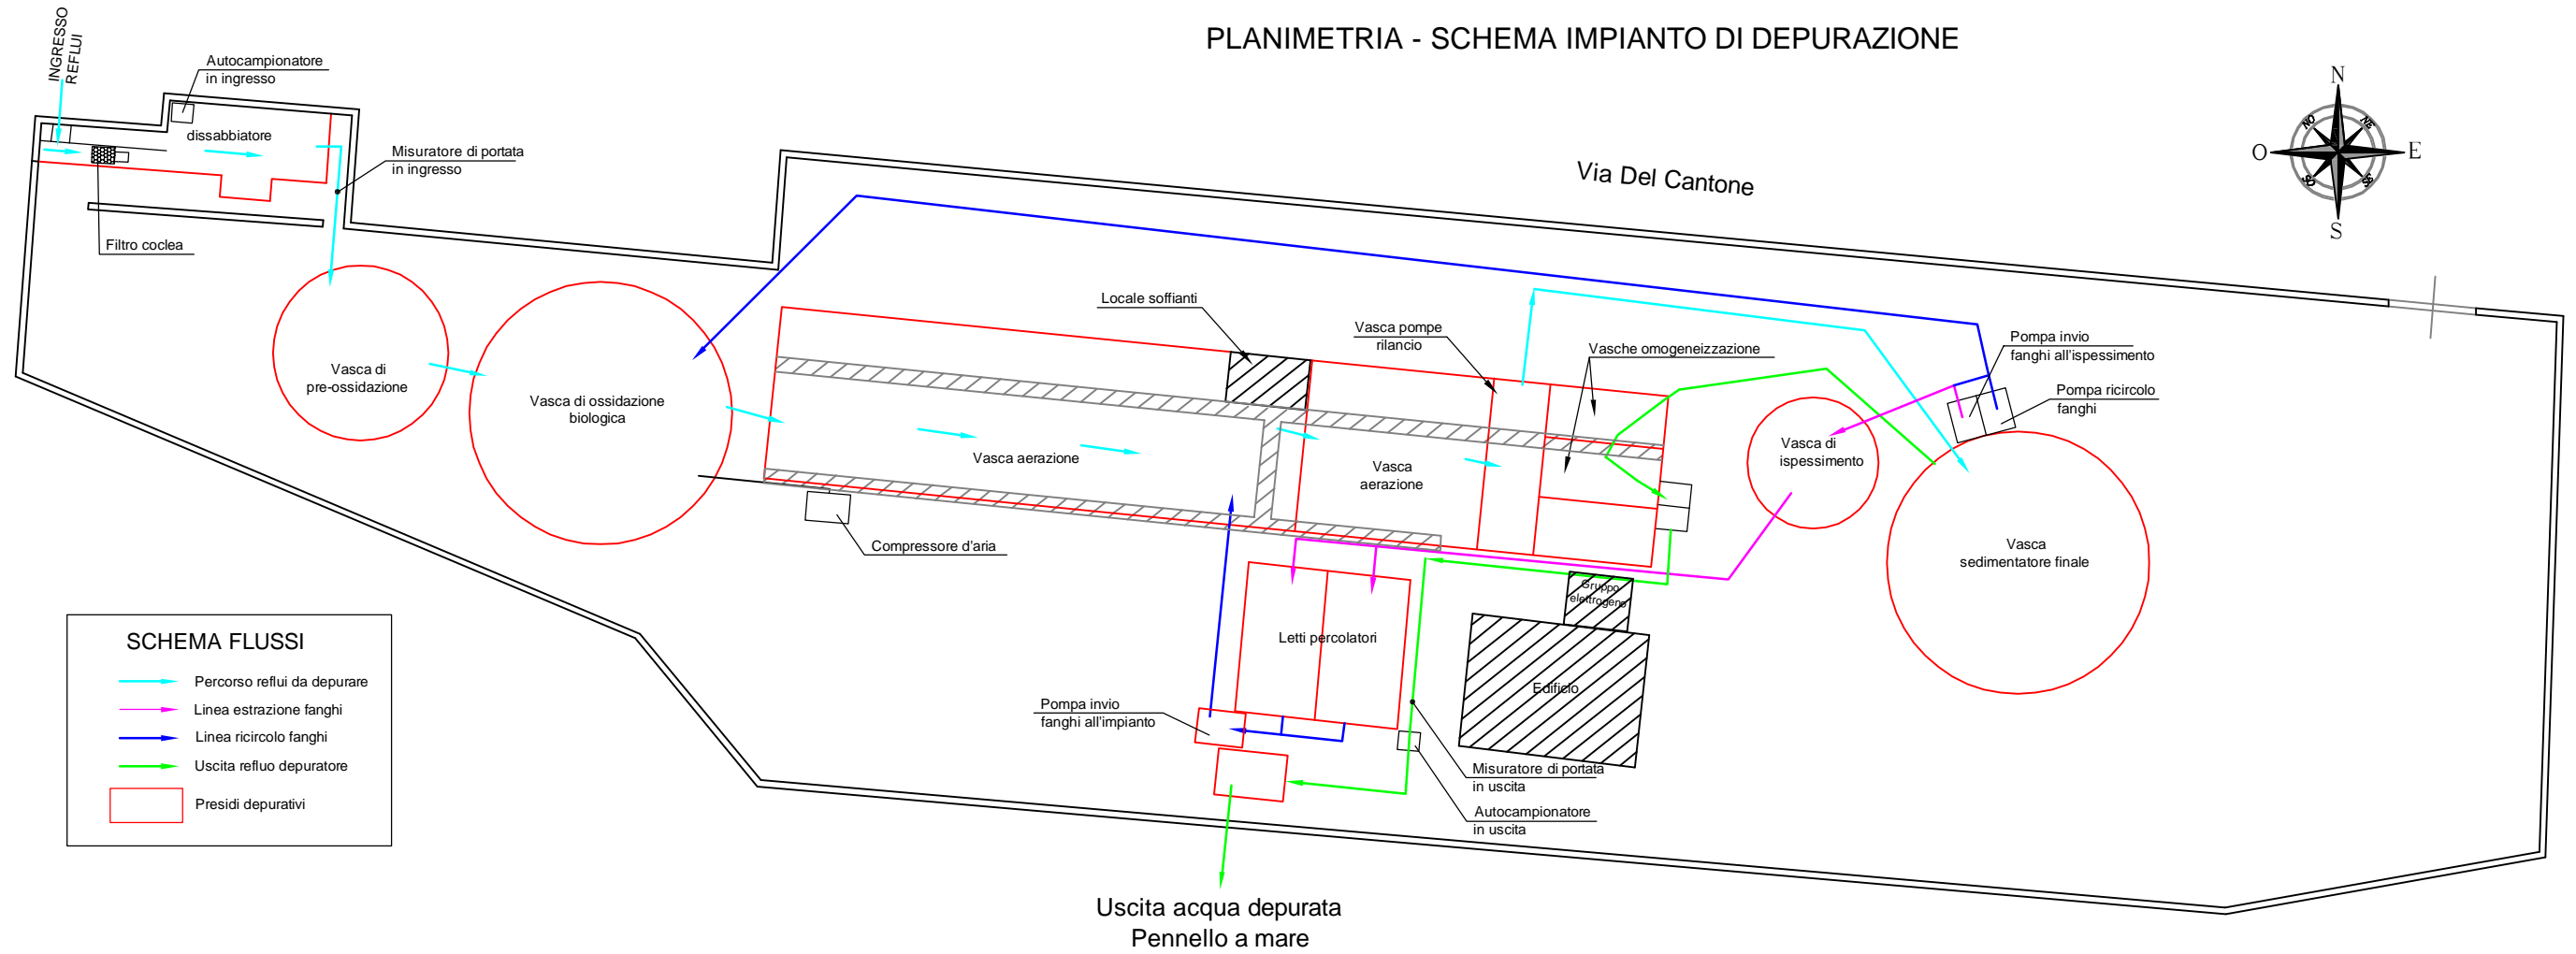 PLANIMETRIA - SCHEMA IMPIANTO DI DEPURAZIONE
INGRESSO
REFLUI
Autocampionatore
in ingresso
dissabbiatore
Misuratore di portata
in ingresso
Filtro coclea
Via Del Cantone
N
NO
NE
O
E
SO
SS
S
Locale soffianti
Vasca pompe
rilancio
Vasche omogeneizzazione
Pompa invio
fanghi all'ispessimento
Pompa ricircolo
fanghi
Vasca di
pre-ossidazione
Vasca di ossidazione
biologica
Vasca aerazione
Vasca
aerazione
Vasca di
ispessimento
Vasca
sedimentatore finale
Compressore d'aria
Gruppo
elettrogeno
Letti percolatori
Edificio
Pompa invio
fanghi all'impianto
Misuratore di portata
in uscita
Autocampionatore
in uscita
SCHEMA FLUSSI
Percorso reflui da depurare
Linea estrazione fanghi
Linea ricircolo fanghi
Uscita refluo depuratore
Presidi depurativi
Uscita acqua depurata
Pennello a mare